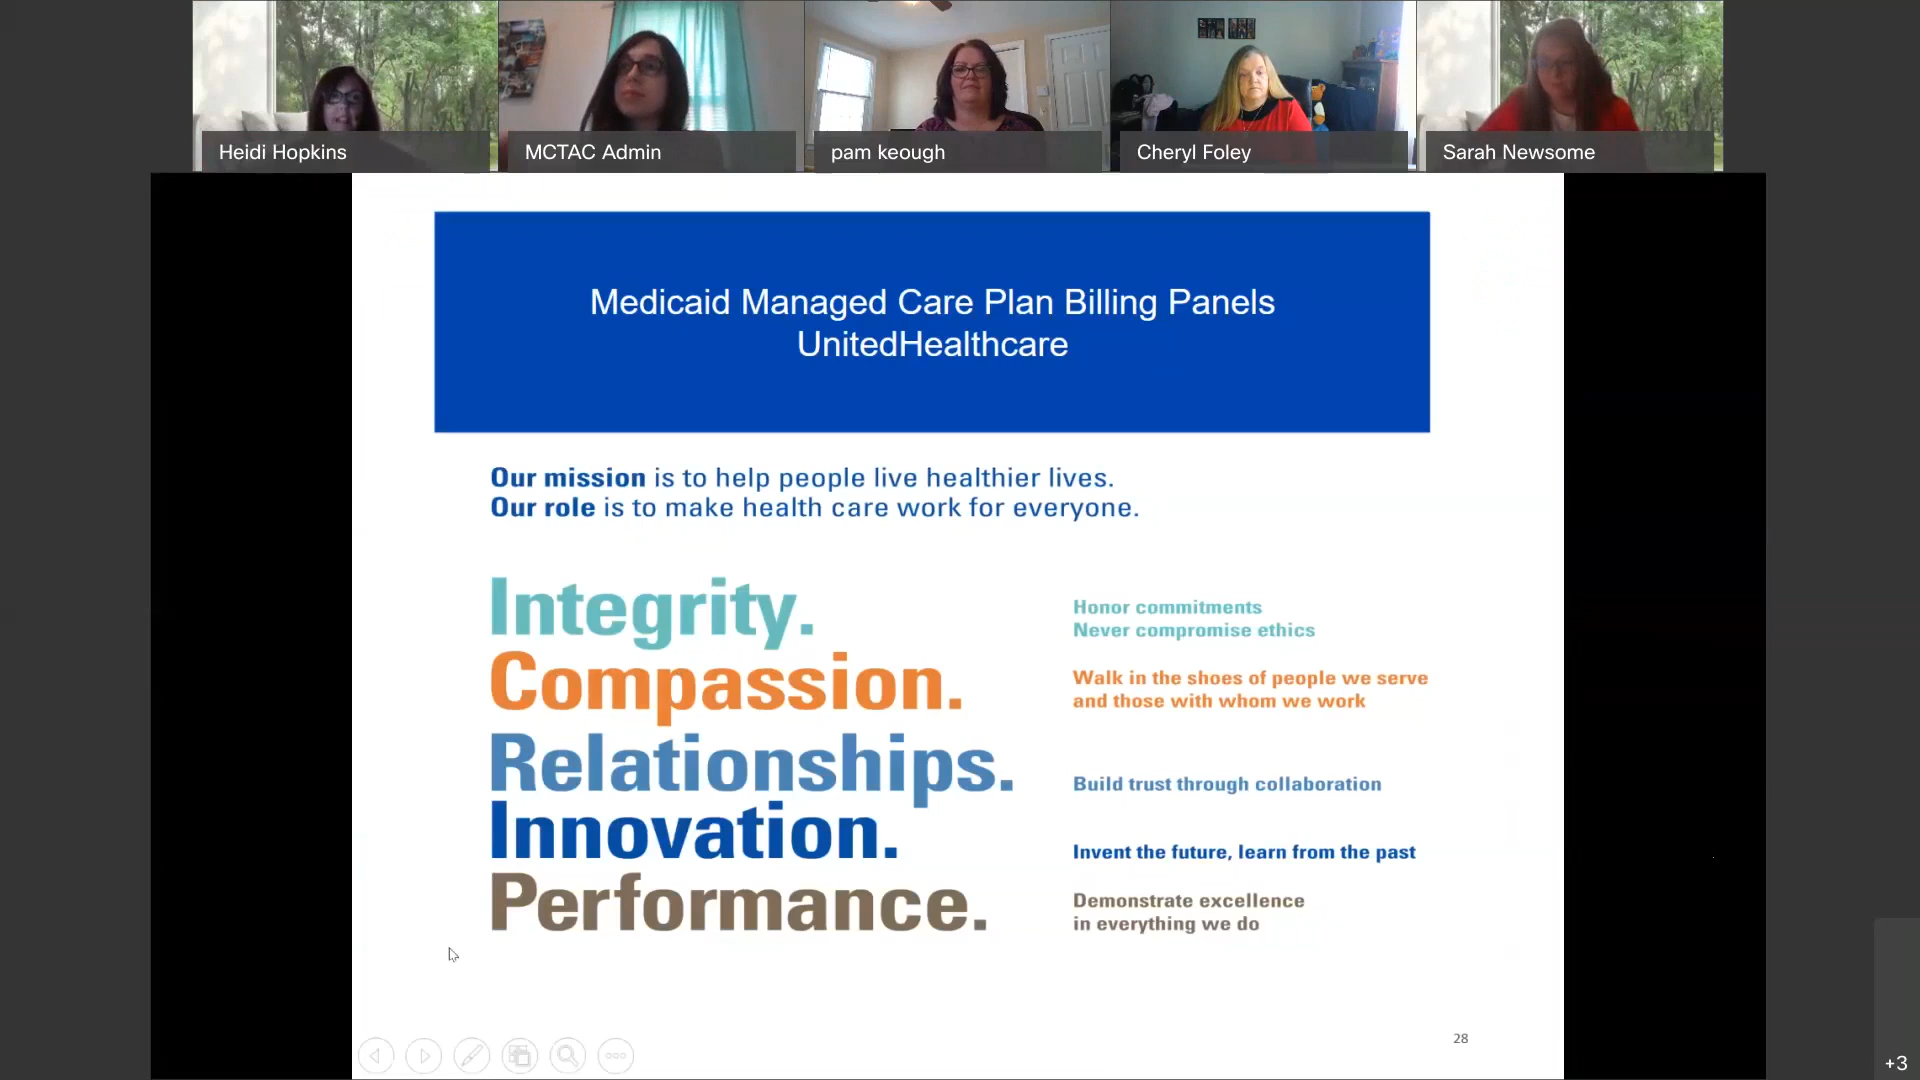 Heidi Hopkins
MCTAC Admin
pam keough
Cheryl Foley
Sarah Newsome
Medicaid Managed Care Plan Billing Panels
UnitedHealthcare
Our mission is to help people live healthier lives.
Our role is to make health care work for everyone.
Integrity.
Honor commitments
Never compromise ethics
Compassion.
Walk in the shoes of people we serve
and those with whom we work
Relationships.
Build trust through collaboration
Innovation.
Invent the future, learn from the past
Performance.
Demonstrate excellence
in everything we do
28
+3